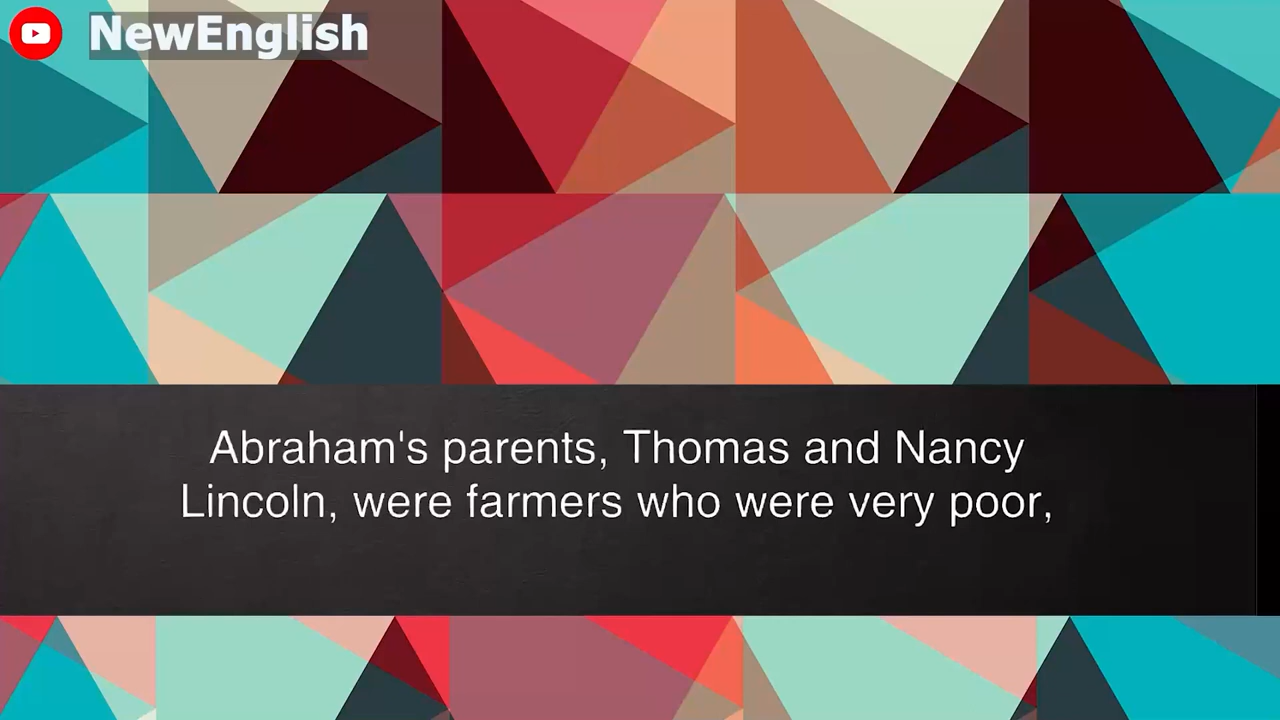 NewEnglish
Abraham's parents, Thomas and Nancy
Lincoln, were farmers who were very poor,